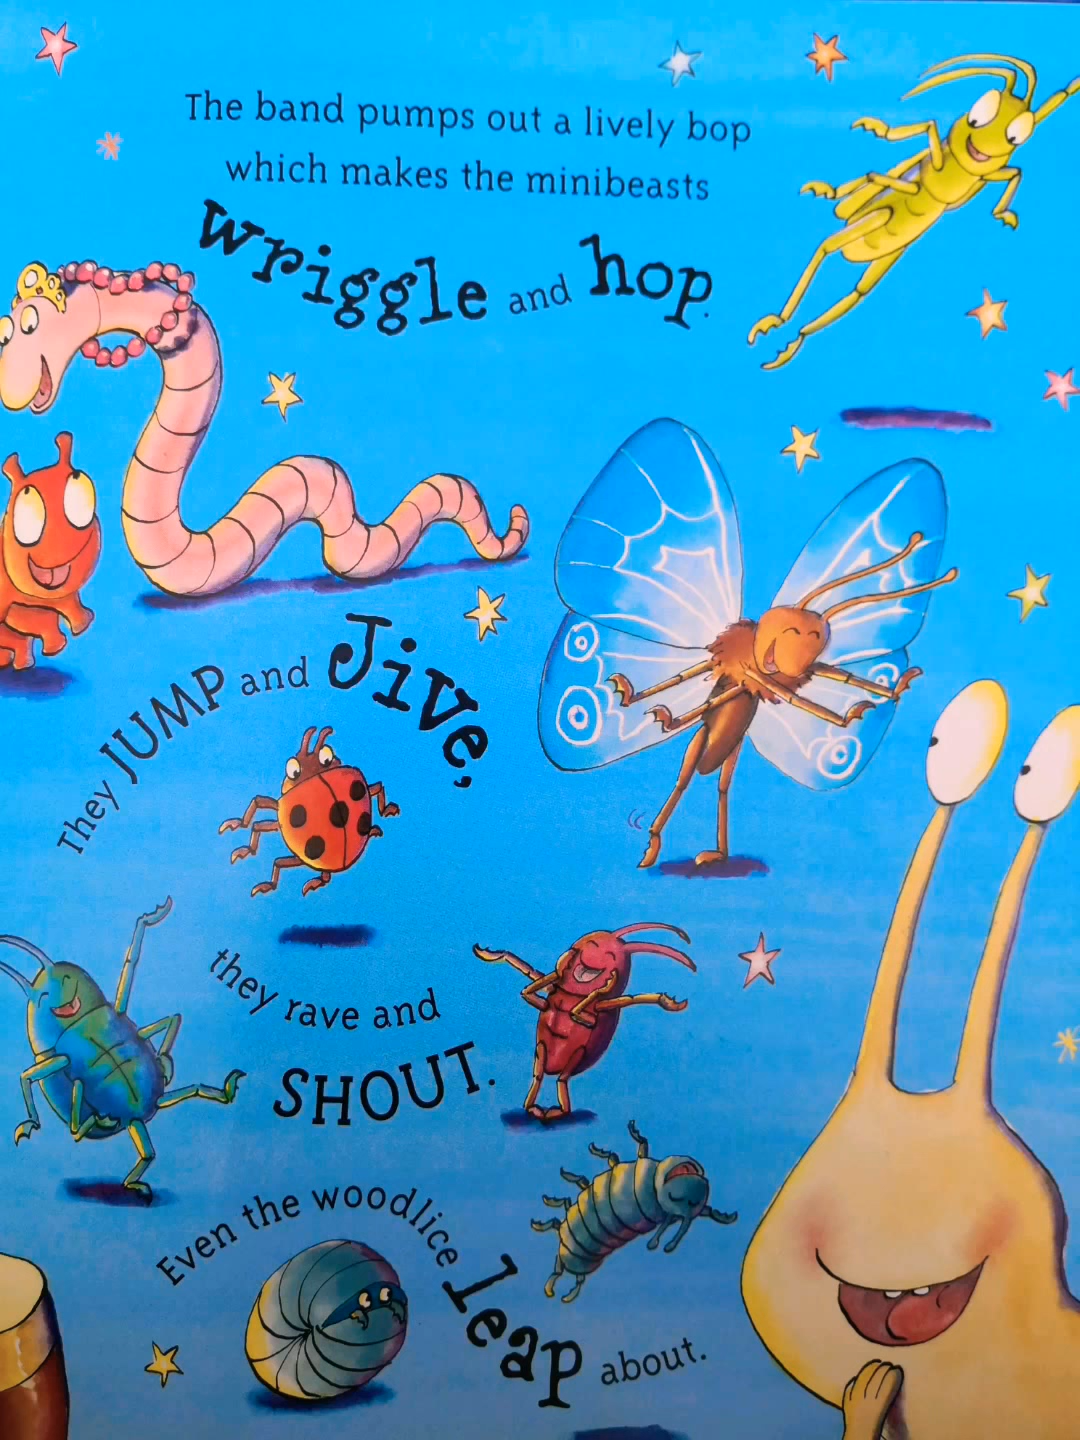 The band pumps out a lively bop
which makes the minibeasts
wriggle and hop.
They JUMP and Jive,
they rave and
SHOUT.
Even the woodlice
leap about.